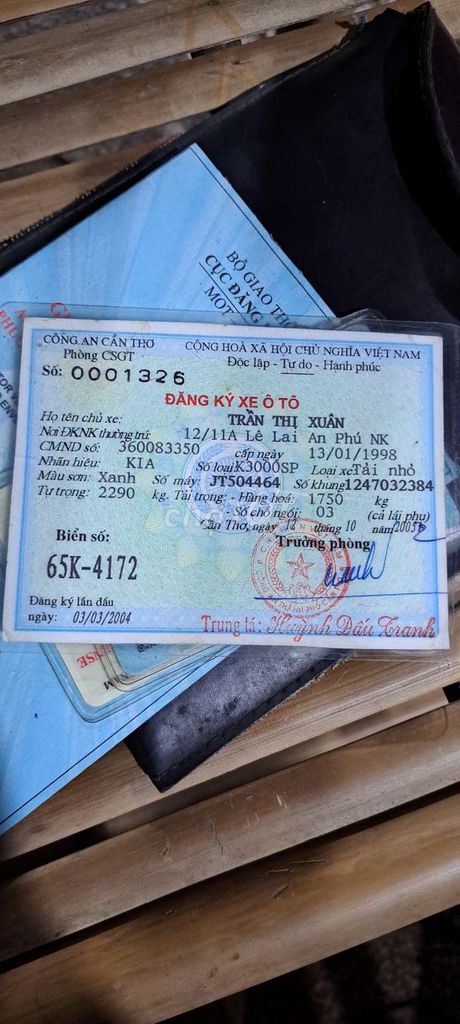 BỘ GIAO TH
CỤC ĐĂNG
MOT
CÔNG AN CẦN THƠ
Phòng CSGT
CỘNG HOÀ XÃ HỘI CHỦ NGHĨA VIỆT NAM
Độc lập - Tự do - Hạnh phúc
Số: 0001326
ĐĂNG KÝ XE Ô TÔ
Họ tên chủ xe: TRẦN THỊ XUÂN
Nơi ĐKNK thường trú: 12/11A Lê Lai An Phú NK
CMND số: 360083350 cấp ngày 13/01/1998
Nhãn hiệu: KIA Số loại: K3000SP Loại xe: Tải nhỏ
Màu sơn: Xanh Số máy: JT504464 Số khung: 1247032384
Tự trọng: 2290 kg. Tải trọng: - Hàng hoá: 1750 kg
- Số chỗ ngồi: 03 (cả lái phụ)
Cần Thơ, ngày 12 tháng 10 năm
Trưởng phòng
Biển số:
65K-4172
Đăng ký lần đầu
ngày: 03/03/2004
Trung tá: Huỳnh Đấu Tranh